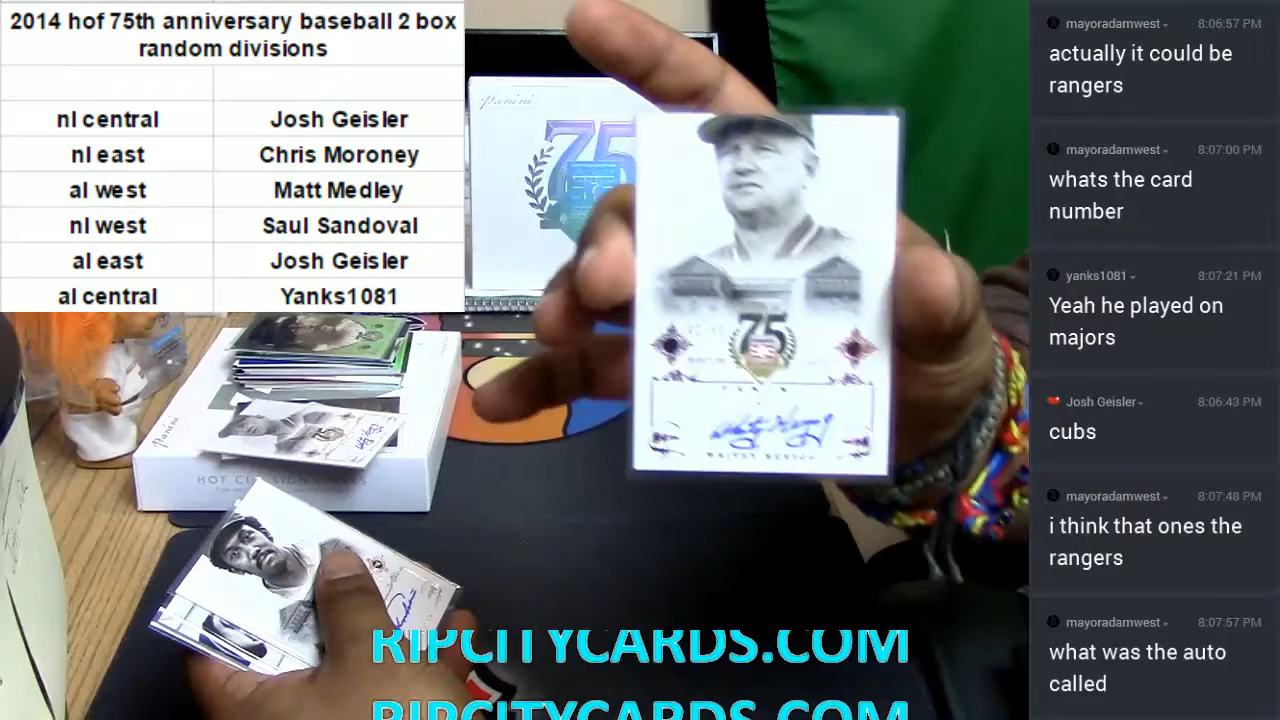 2014 hof 75th anniversary baseball 2 box
random divisions
nl central Josh Geisler
nl east Chris Moroney
al west Matt Medley
nl west Saul Sandoval
al east Josh Geisler
al central Yanks1081
Panini
75
75
Panini
HOF
RIPCITYCARDS.COM
RIPCITYCARDS.COM
mayoradamwest 8:06:57 PM
actually it could be
rangers
mayoradamwest 8:07:00 PM
whats the card
number
yanks1081 8:07:21 PM
Yeah he played on
majors
Josh Geisler 8:06:43 PM
cubs
mayoradamwest 8:07:48 PM
i think that ones the
rangers
mayoradamwest 8:07:57 PM
what was the auto
called